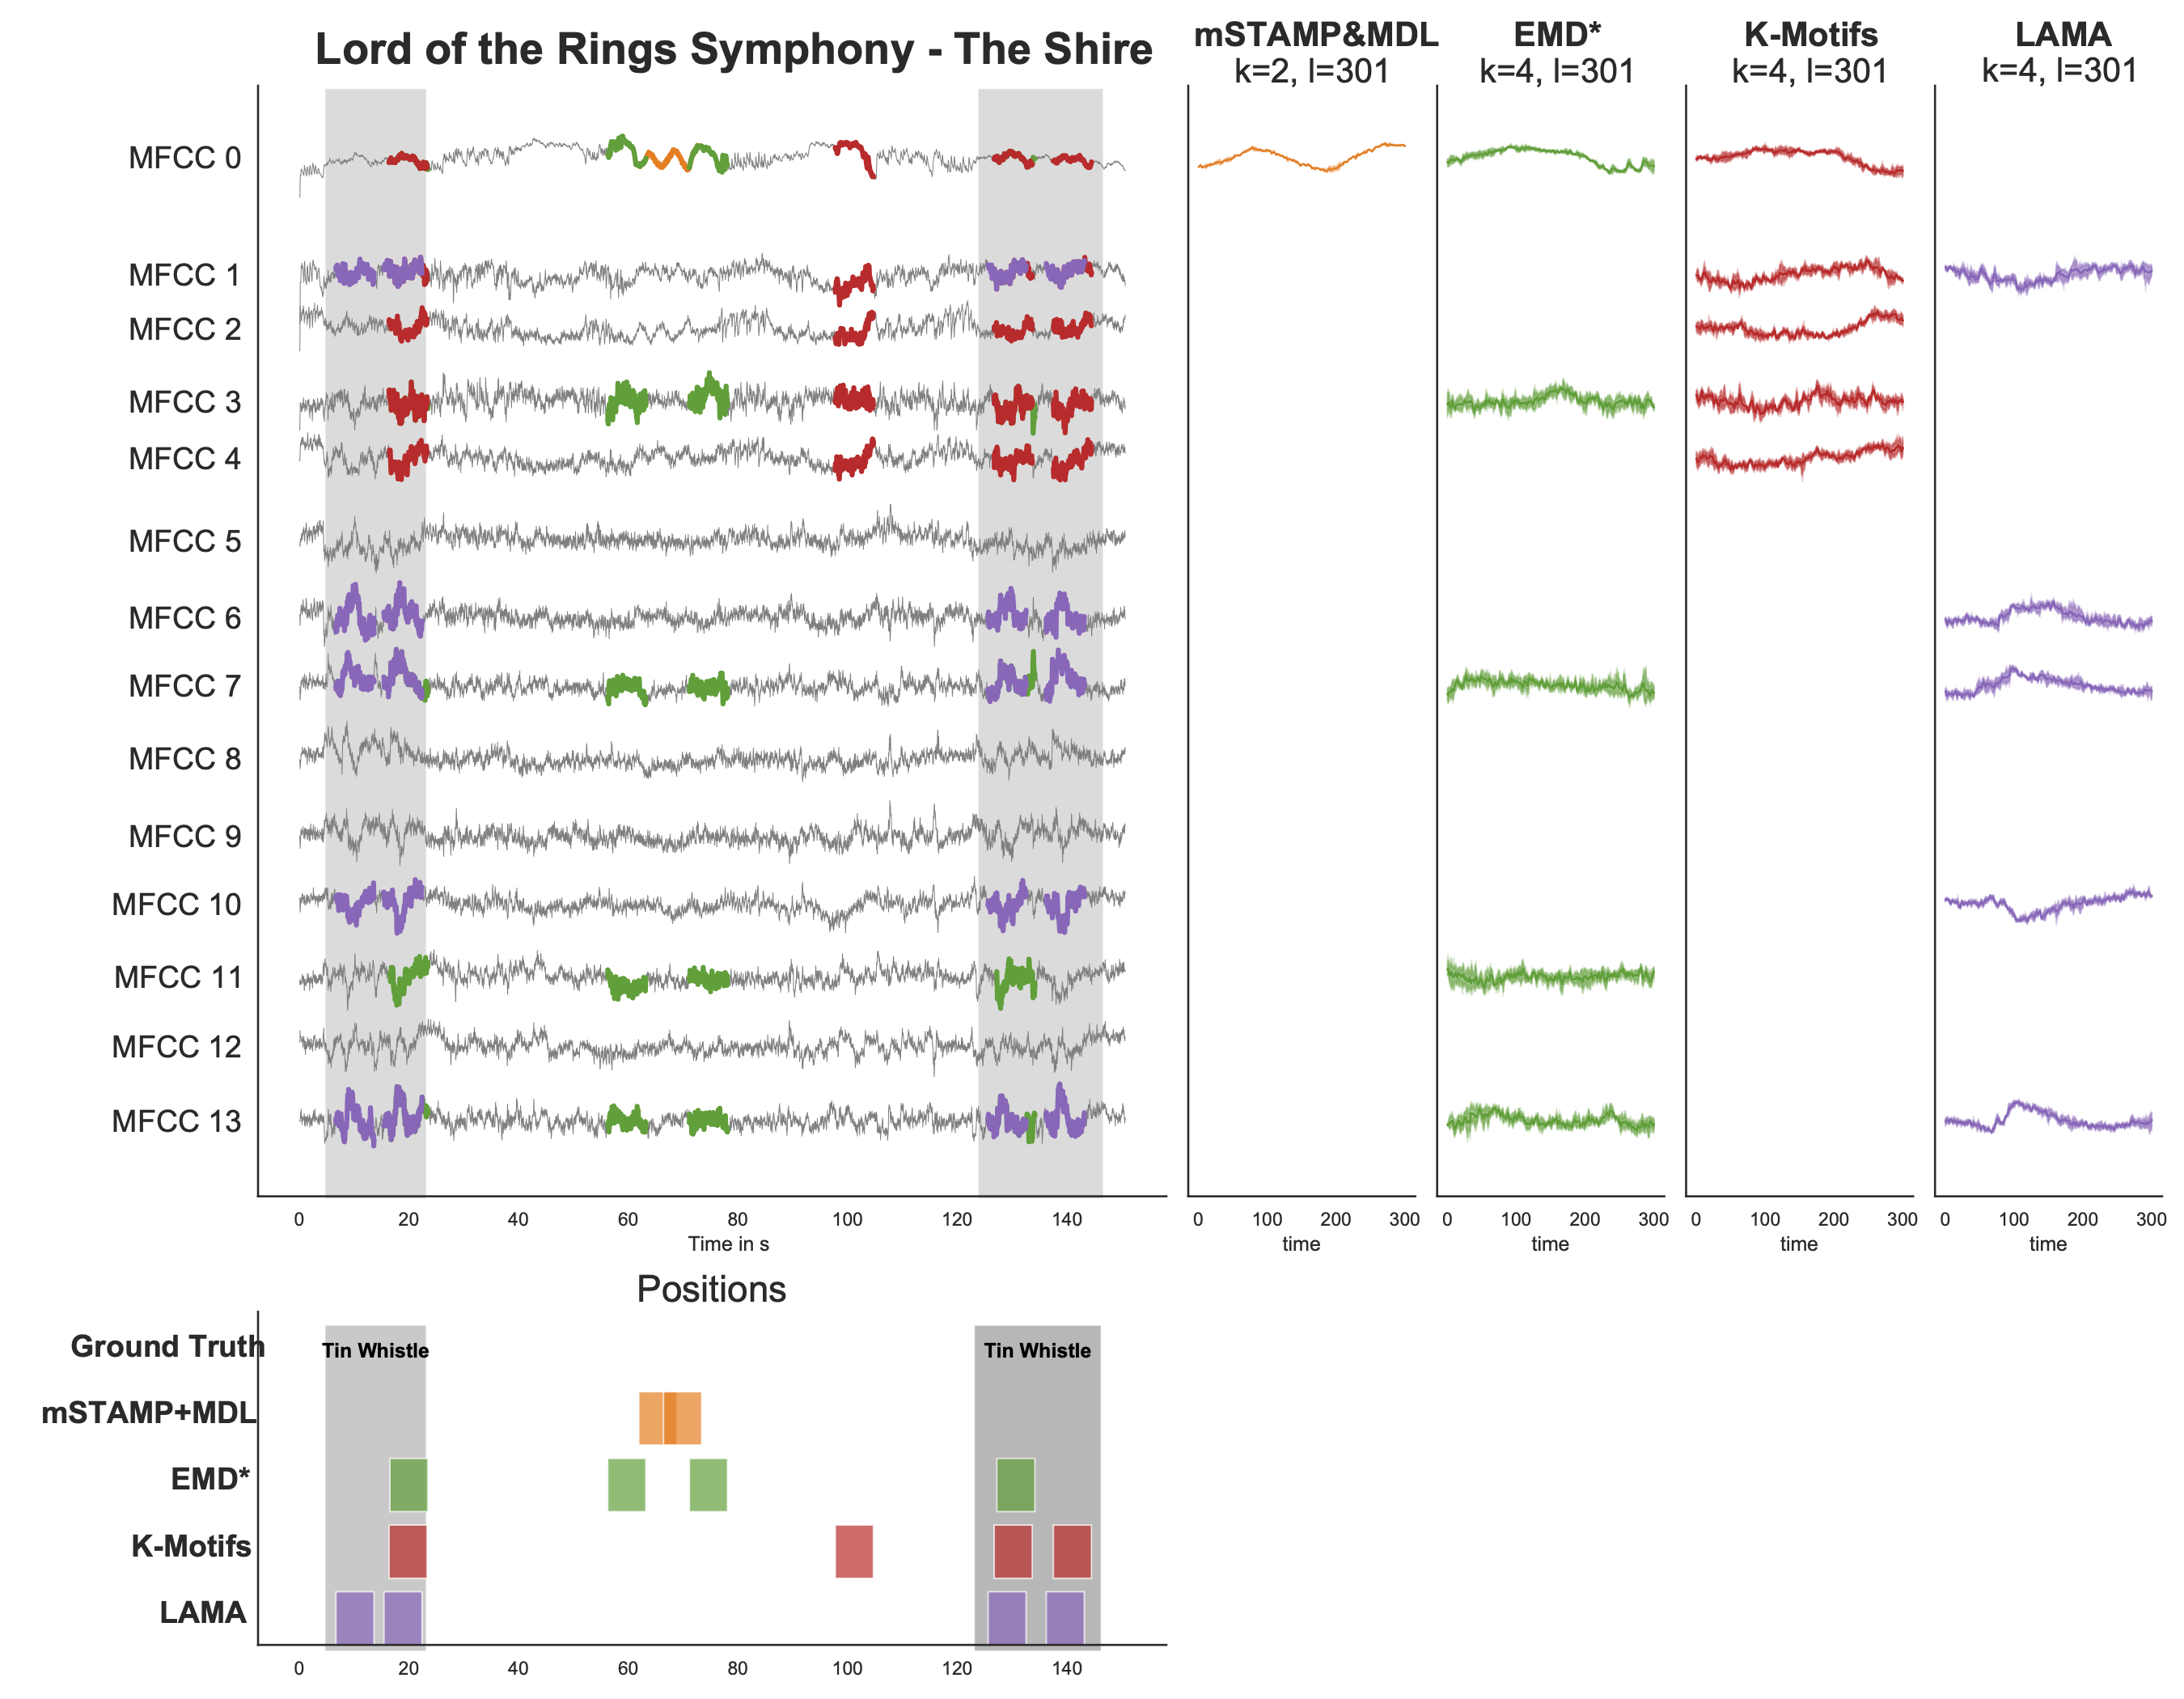 Lord of the Rings Symphony - The Shire
mSTAMP&MDL
k=2, l=301
EMD*
k=4, l=301
K-Motifs
k=4, l=301
LAMA
k=4, l=301
MFCC 0
MFCC 1
MFCC 2
MFCC 3
MFCC 4
MFCC 5
MFCC 6
MFCC 7
MFCC 8
MFCC 9
MFCC 10
MFCC 11
MFCC 12
MFCC 13
0 20 40 60 80 100 120 140
Time in s
0 100 200 300
time
0 100 200 300
time
0 100 200 300
time
0 100 200 300
time
Positions
Ground Truth
Tin Whistle
Tin Whistle
mSTAMP+MDL
EMD*
K-Motifs
LAMA
0 20 40 60 80 100 120 140